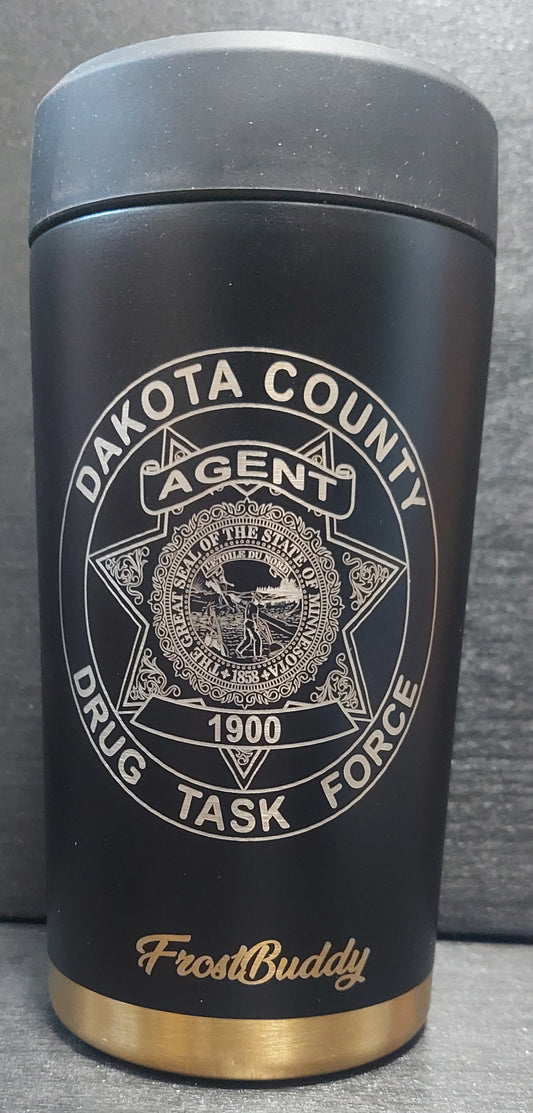 DAKOTA COUNTY
AGENT
THE GREAT SEAL OF THE STATE OF MINNESOTA
L'ETOILE DU NORD
1858
1900
DRUG TASK FORCE
FrostBuddy